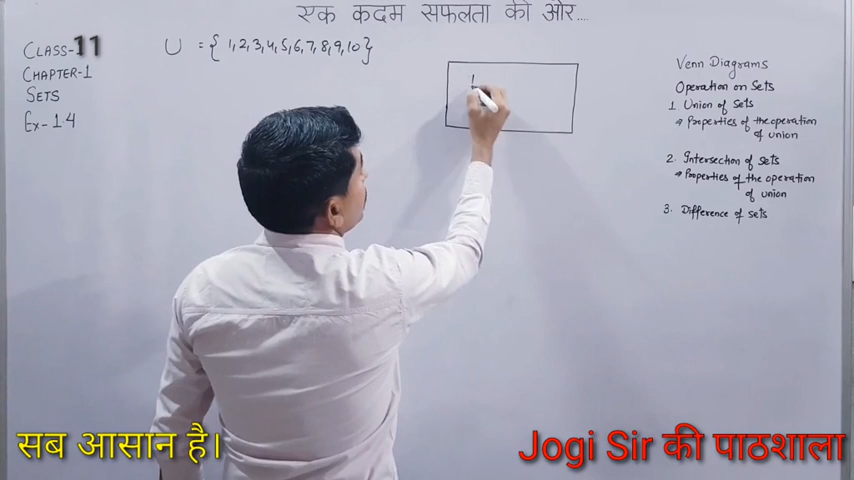 एक कदम सफलता की और....
CLASS-11
CHAPTER-1
SETS
Ex-1.4
U = {1,2,3,4,5,6,7,8,9,10}
1
Venn Diagrams
Operation on Sets
1 Union of Sets
→ Properties of the operation
of union
2. Intersection of sets
→ Properties of the operation
of union
3. Difference of sets
सब आसान है।
Jogi Sir की पाठशाला